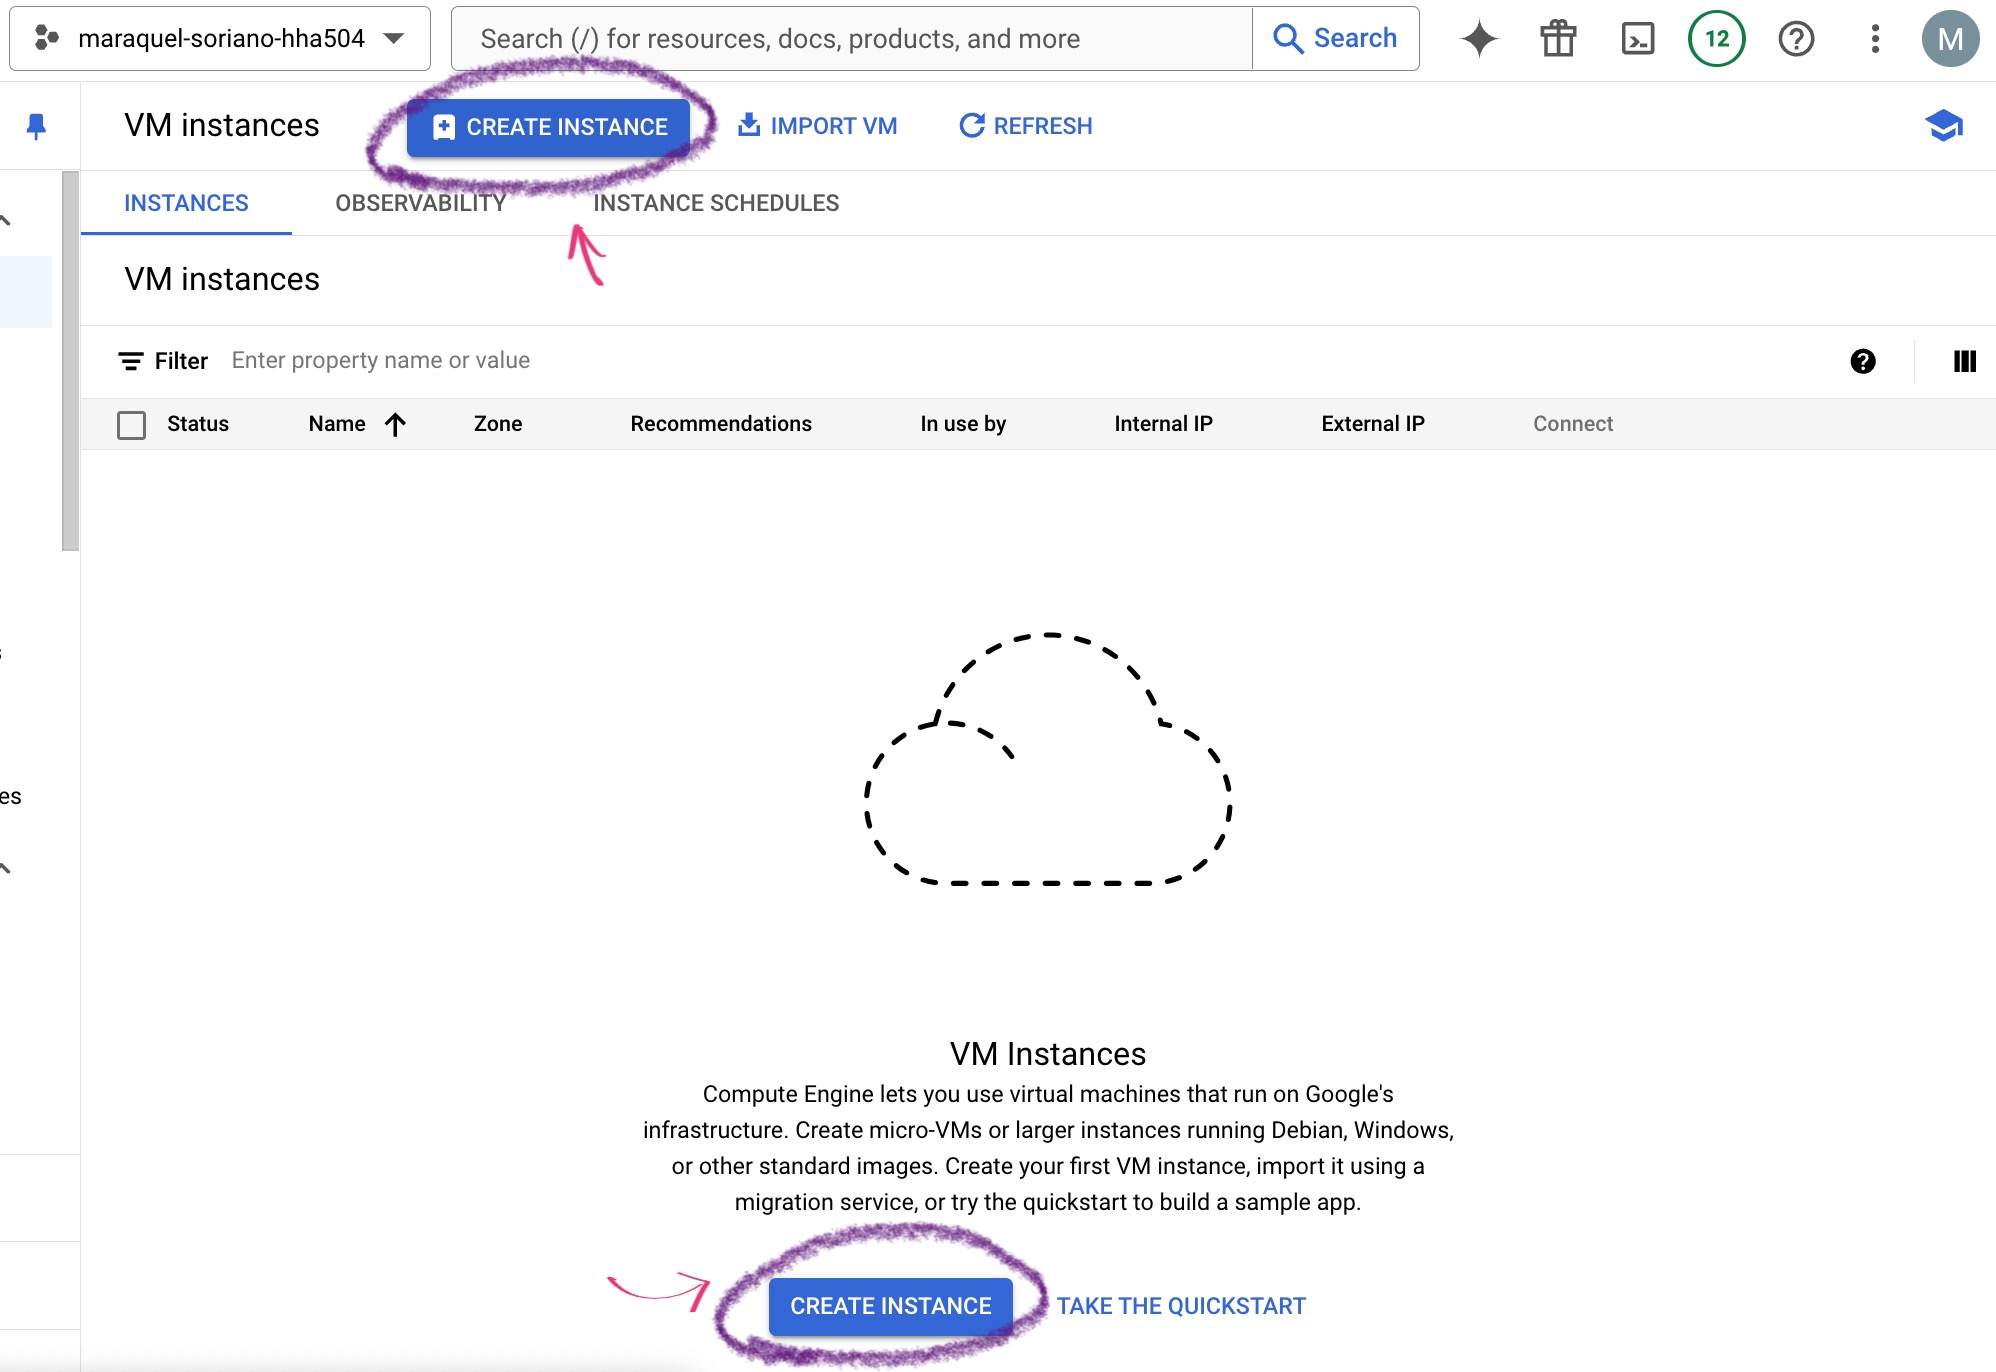 maraquel-soriano-hha504
Search (/) for resources, docs, products, and more
Search
12
M
VM instances
CREATE INSTANCE
IMPORT VM
REFRESH
INSTANCES
OBSERVABILITY
INSTANCE SCHEDULES
VM instances
Filter
Enter property name or value
Status Name Zone Recommendations In use by Internal IP External IP Connect
s
es
VM Instances
Compute Engine lets you use virtual machines that run on Google's
infrastructure. Create micro-VMs or larger instances running Debian, Windows,
or other standard images. Create your first VM instance, import it using a
migration service, or try the quickstart to build a sample app.
CREATE INSTANCE
TAKE THE QUICKSTART